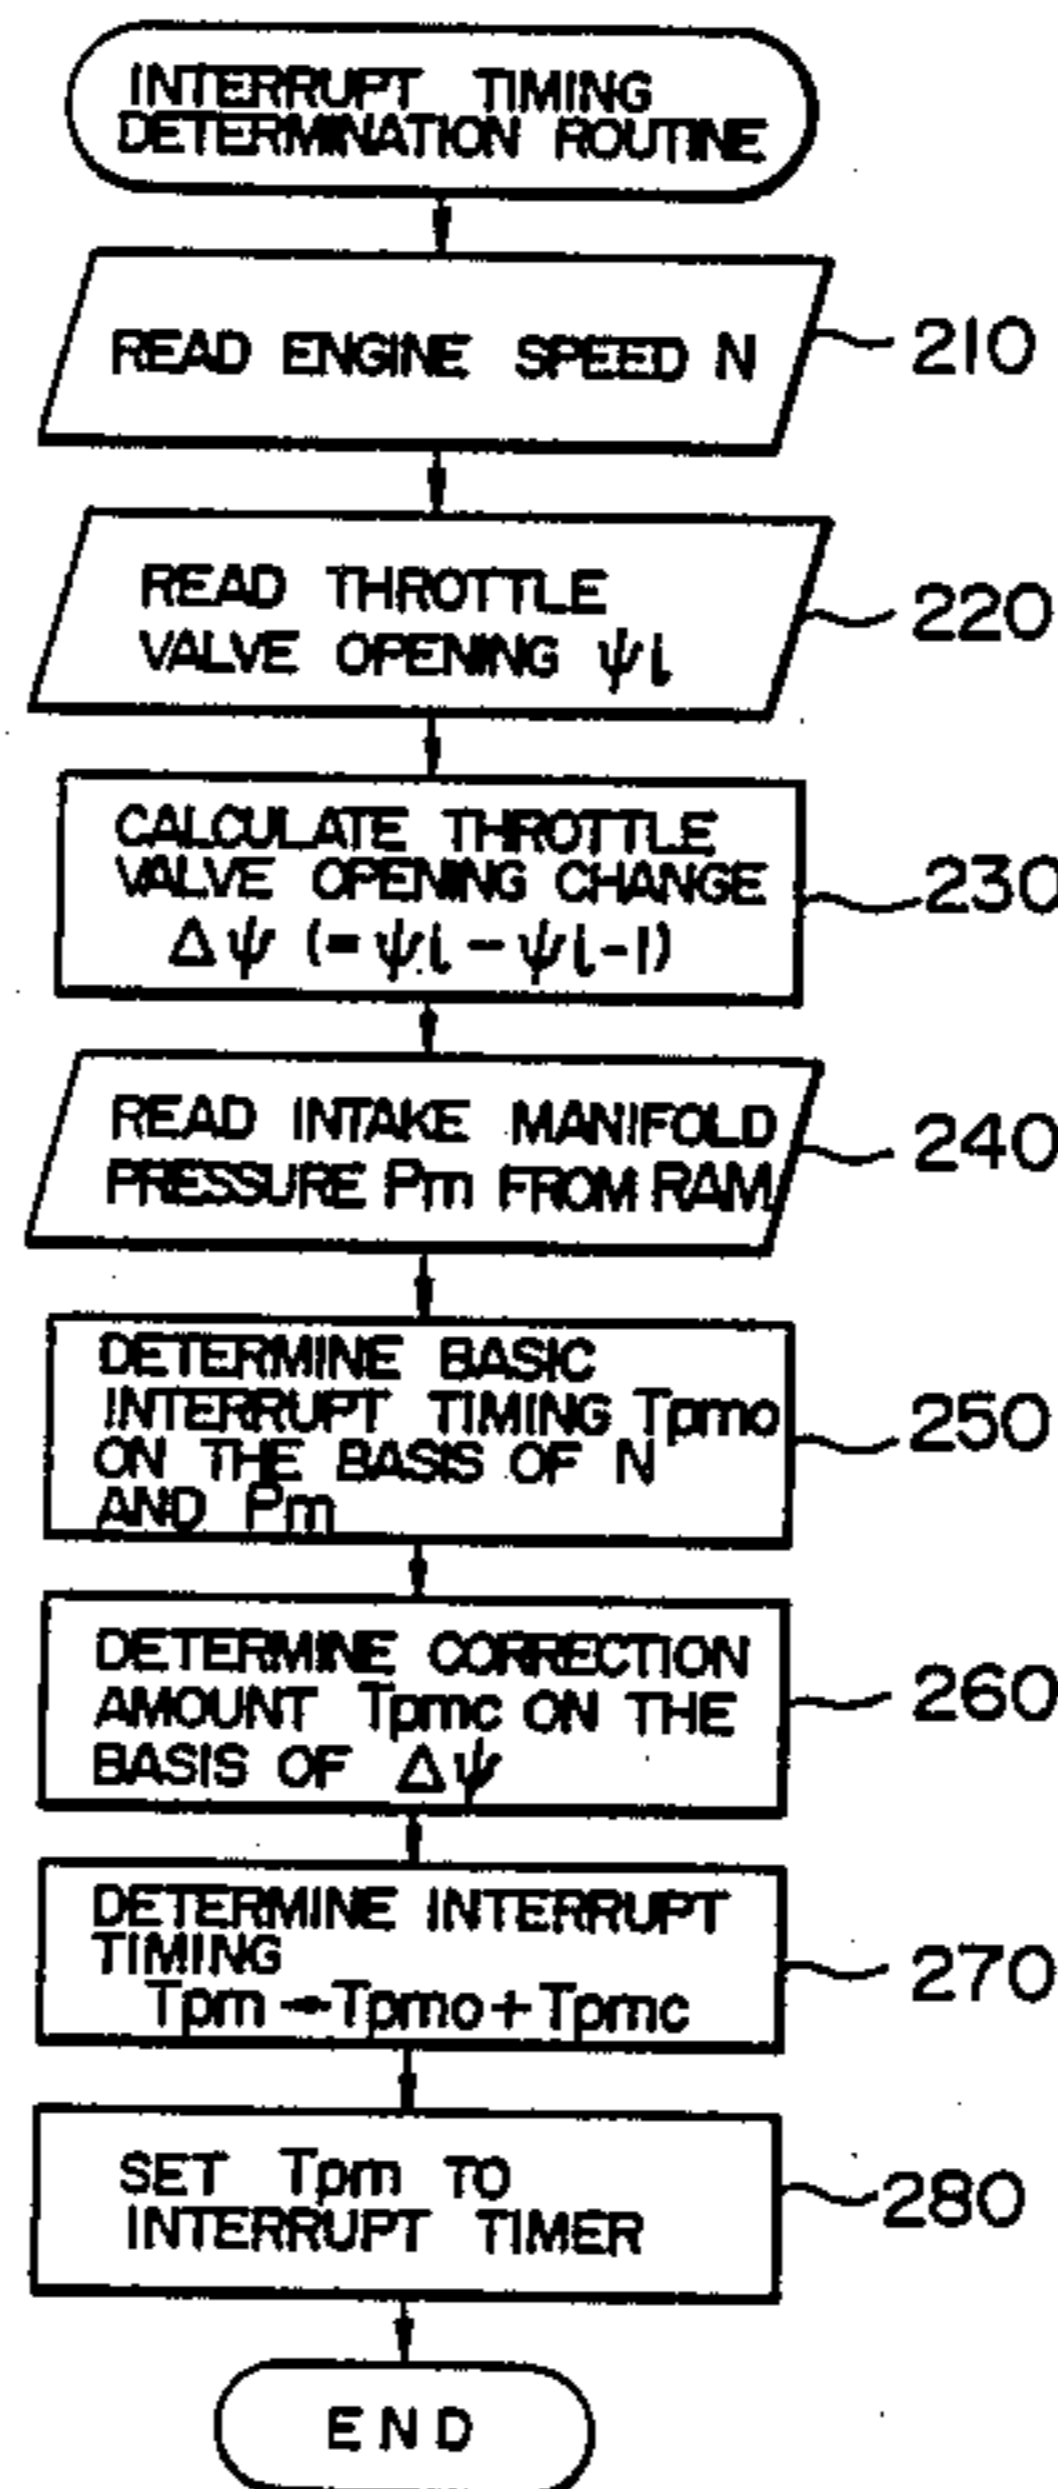 INTERRUPT TIMING
DETERMINATION ROUTINE
READ ENGINE SPEED N
210
READ THROTTLE
VALVE OPENING ψi
220
CALCULATE THROTTLE
VALVE OPENING CHANGE
Δψ (=ψi-ψi-1)
230
READ INTAKE MANIFOLD
PRESSURE Pm FROM RAM
240
DETERMINE BASIC
INTERRUPT TIMING Tpmo
ON THE BASIS OF N
AND Pm
250
DETERMINE CORRECTION
AMOUNT Tpmc ON THE
BASIS OF Δψ
260
DETERMINE INTERRUPT
TIMING
Tpm←Tpmo+Tpmc
270
SET Tpm TO
INTERRUPT TIMER
280
END